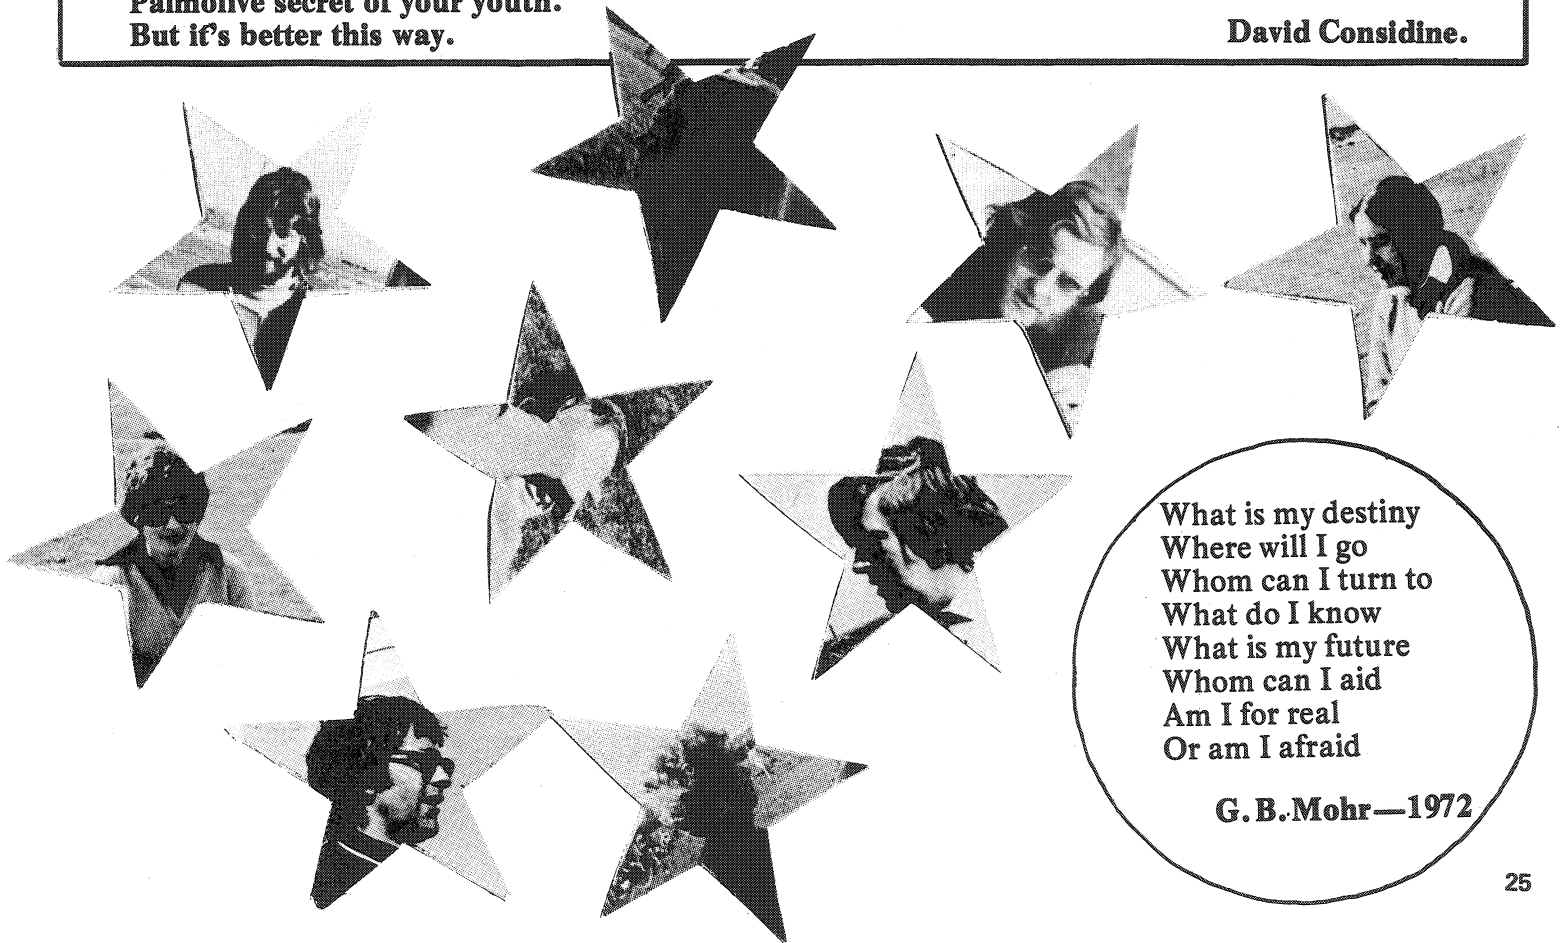 Palmolive secret of your youth.
But if's better this way.
David Considine.
What is my destiny
Where will I go
Whom can I turn to
What do I know
What is my future
Whom can I aid
Am I for real
Or am I afraid
G.B.Mohr—1972
25